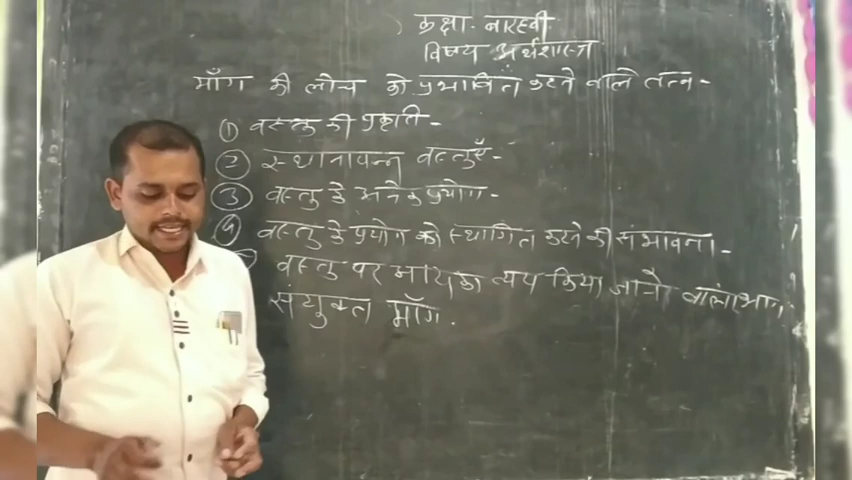 कक्षा - बारहवी
विषय अर्थशास्त्र
माँग की लोच को प्रभावित करने वाले तत्व -
① वस्तु की प्रकृति -
② स्थानापन्न वस्तुएँ -
③ वस्तु के अनेक प्रयोग -
④ वस्तु के प्रयोग को स्थागित करने की संभावना -
वस्तु पर आय का व्यय किया जाने वाला भाग
संयुक्त माँग .